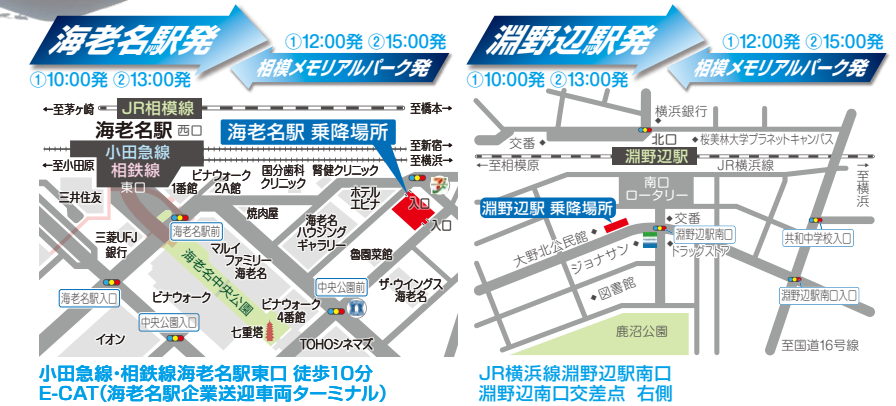 海老名駅発
①10:00発 ②13:00発
①12:00発 ②15:00発
相模メモリアルパーク発
←至茅ヶ崎
JR相模線
至橋本→
海老名駅 西口
海老名駅 乗降場所
小田急線
相鉄線
東口
至新宿→
至横浜→
←至小田原
三井住友
1番館
ビナウォーク
2A館
国分歯科
クリニック
腎健クリニック
ホテル
エビナ
入口
入口
三菱UFJ
銀行
海老名駅前
焼肉屋
海老名
ハウジング
ギャラリー
マルイ
ファミリー
海老名
海老名中央公園
魚園菜館
ザ・ウイングス
海老名
中央公園前
海老名駅入口
ビナウォーク
中央公園入口
ビナウォーク
4番館
七重塔
イオン
TOHOシネマズ
小田急線・相鉄線海老名駅東口 徒歩10分
E-CAT(海老名駅企業送迎車両ターミナル)
淵野辺駅発
①10:00発 ②13:00発
①12:00発 ②15:00発
相模メモリアルパーク発
横浜銀行
交番
北口
桜美林大学プラネットキャンパス
淵野辺駅
←至相模原
JR横浜線
至横浜
南口
ロータリー
淵野辺駅 乗降場所
交番
淵野辺駅南口
共和中学校入口
大野北公民館
ジョナサン
ドラッグストア
図書館
淵野辺駅南口入口
鹿沼公園
至国道16号線
JR横浜線淵野辺駅南口
淵野辺南口交差点 右側